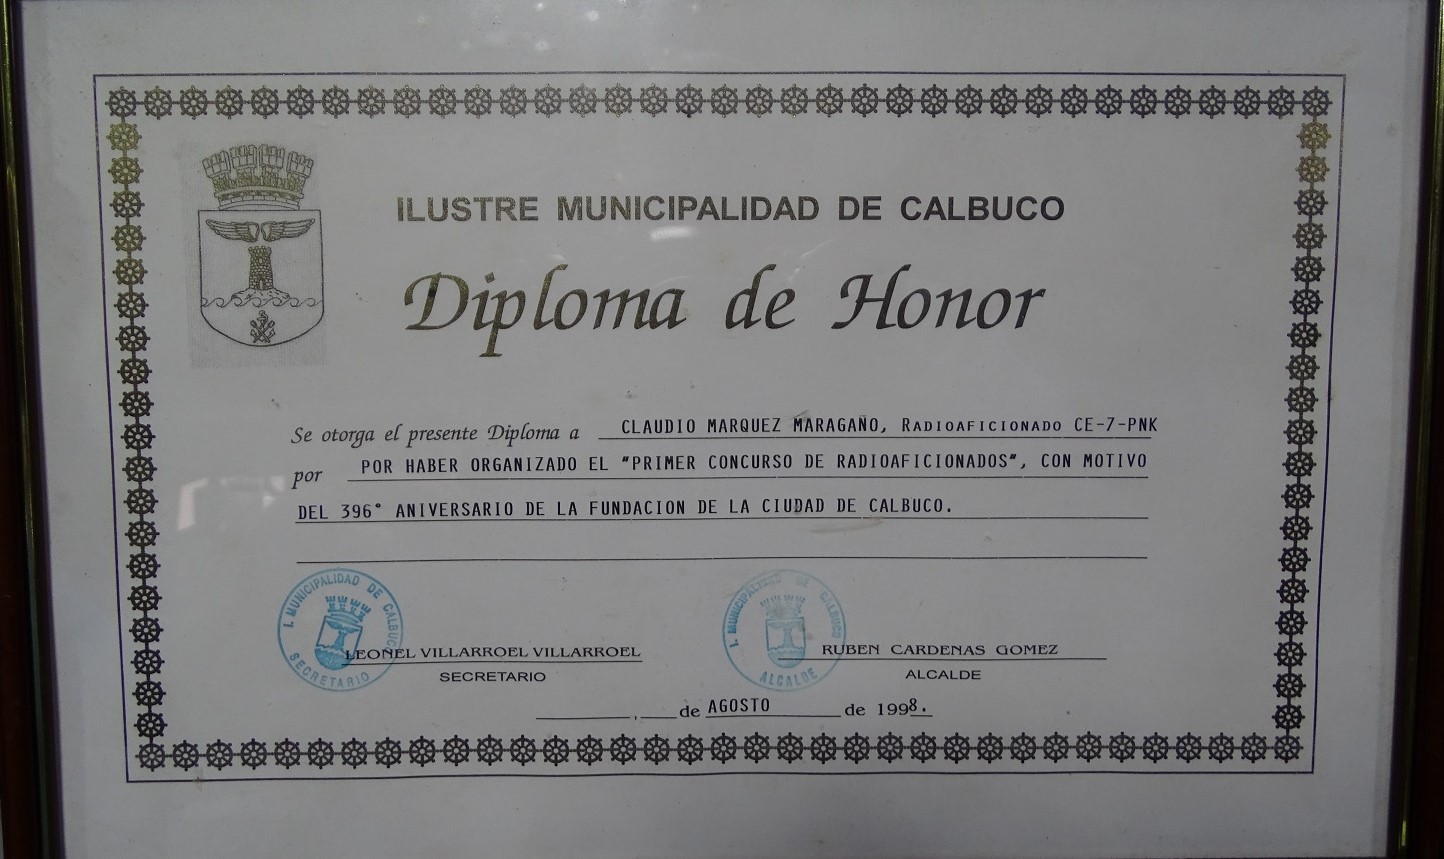 ILUSTRE MUNICIPALIDAD DE CALBUCO
Diploma de Honor
Se otorga el presente Diploma a CLAUDIO MARQUEZ MARAGAÑO, RADIOAFICIONADO CE-7-PNK
por POR HABER ORGANIZADO EL "PRIMER CONCURSO DE RADIOAFICIONADOS", CON MOTIVO
DEL 396° ANIVERSARIO DE LA FUNDACION DE LA CIUDAD DE CALBUCO.
I. MUNICIPALIDAD DE CALBUCO
SECRETARIO
LEONEL VILLARROEL VILLARROEL
SECRETARIO
I. MUNICIPALIDAD DE CALBUCO
ALCALDE
RUBEN CARDENAS GOMEZ
ALCALDE
, de AGOSTO de 1998.